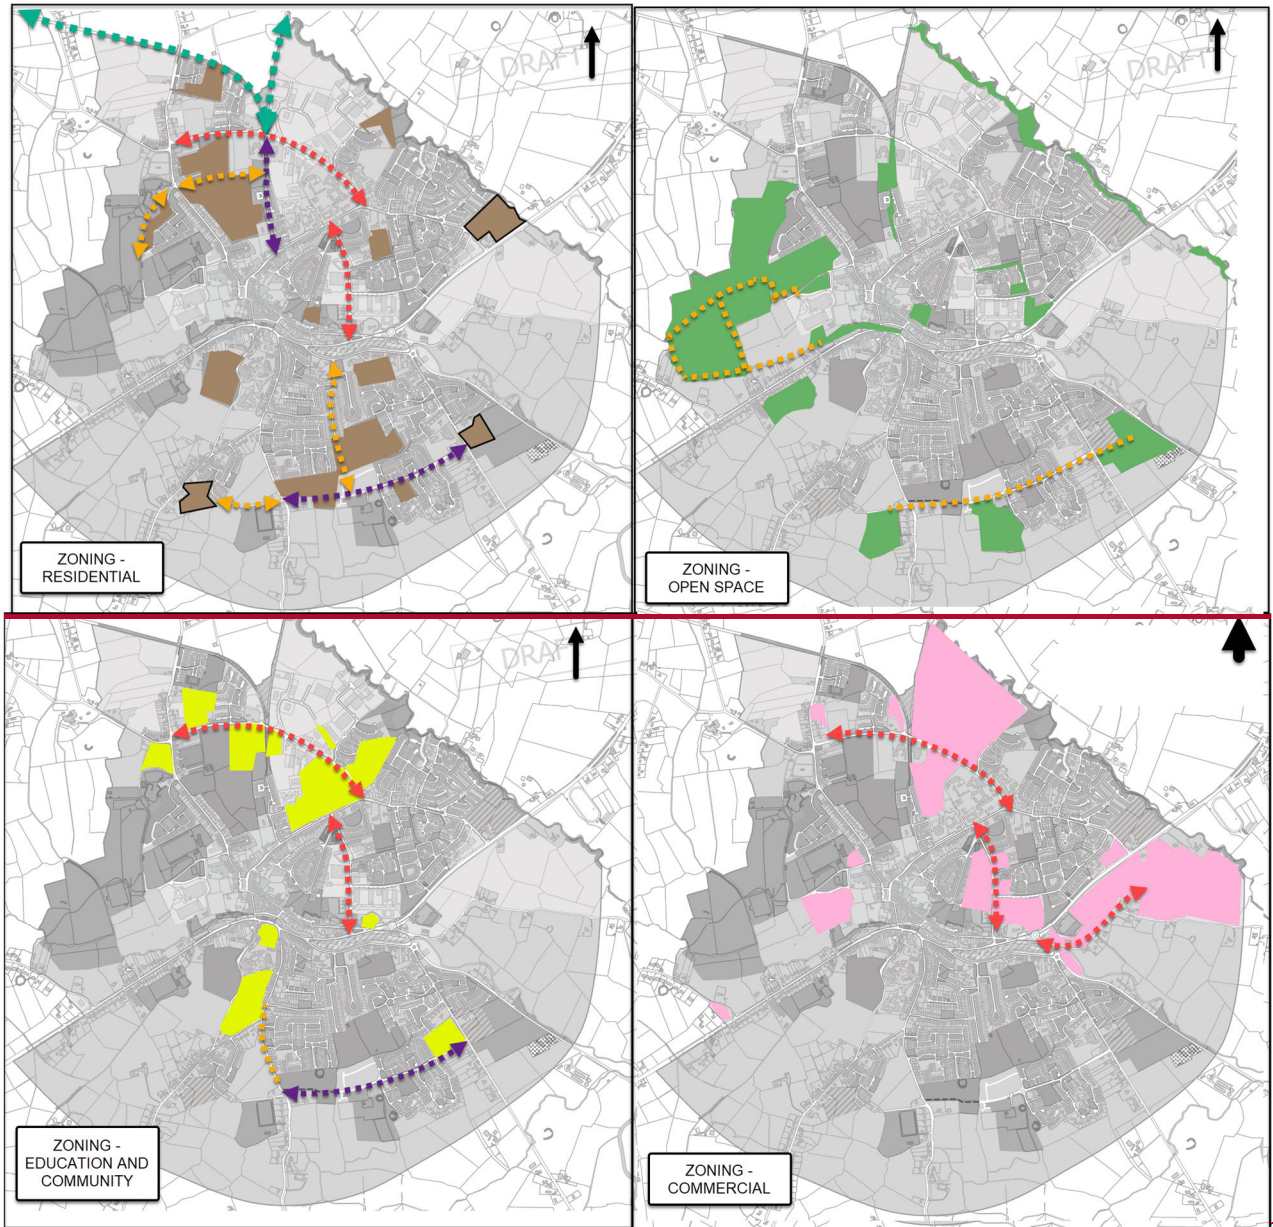 DRAFT
DRAFT
ZONING -
RESIDENTIAL
ZONING -
OPEN SPACE
DRAFT
ZONING -
EDUCATION AND
COMMUNITY
ZONING -
COMMERCIAL